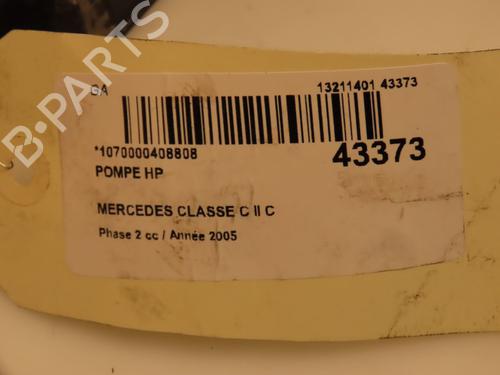 GA 13211401 43373
*1070000408808
43373
POMPE HP
MERCEDES CLASSE C II C
Phase 2 cc / Année 2005
B-PARTS